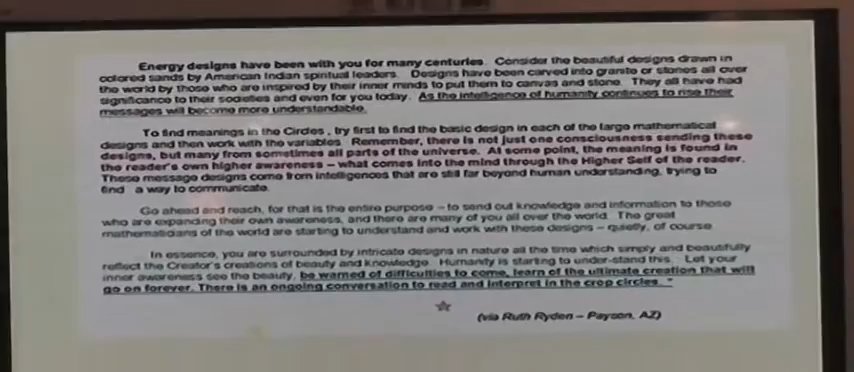 Energy designs have been with you for many centuries. Consider the beautiful designs drawn in
colored sands by American Indian spiritual leaders. Designs have been carved into granite or stones all over
the world by those who are inspired by their inner minds to put them to canvas and stone. They all have had
significance to their societies and even for you today. As the intelligence of humanity continues to rise their
messages will become more understandable.
To find meanings in the Circles , try first to find the basic design in each of the large mathematical
designs and then work with the variables. Remember, there is not just one consciousness sending these
designs, but many from sometimes all parts of the universe. At some point, the meaning is found in
the reader's own higher awareness – what comes into the mind through the Higher Self of the reader.
These message designs come from intelligences that are still far beyond human understanding, trying to
find a way to communicate.
Go ahead and reach, for that is the entire purpose – to send out knowledge and information to those
who are expanding their own awareness, and there are many of you all over the world. The great
mathematicians of the world are starting to understand and work with these designs – quietly, of course.
In essence, you are surrounded by intricate designs in nature all the time which simply and beautifully
reflect the Creator's creations of beauty and knowledge. Humanity is starting to under-stand this. Let your
inner awareness see the beauty, be warned of difficulties to come, learn of the ultimate creation that will
go on forever. There is an ongoing conversation to read and interpret in the crop circles. "
(via Ruth Ryden – Payson, AZ)